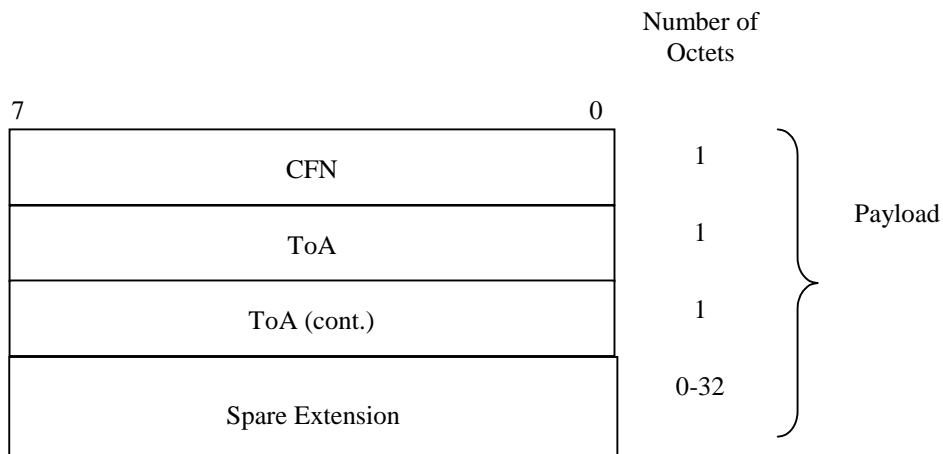 Number of
Octets
7 0
CFN 1
Payload
ToA 1
ToA (cont.) 1
Spare Extension 0-32